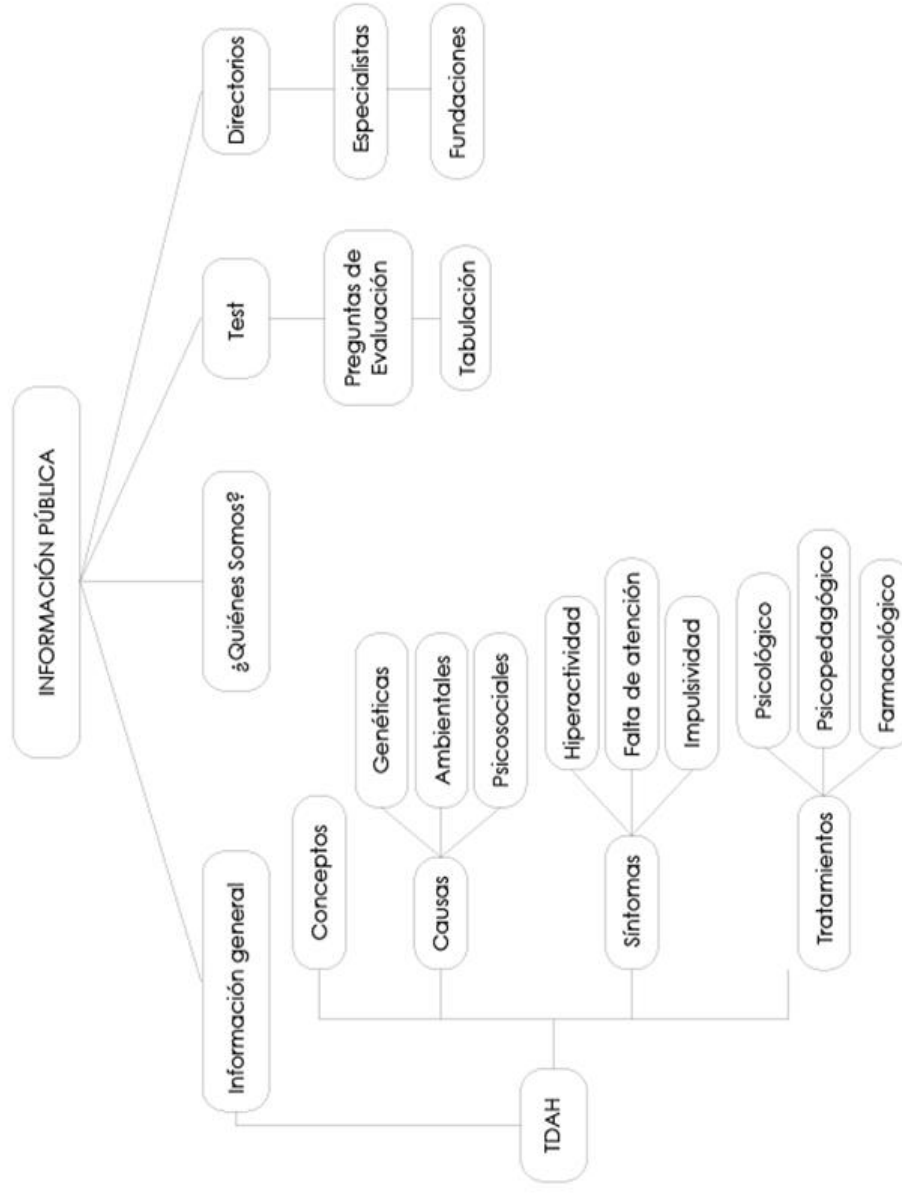 INFORMACIÓN PÚBLICA
Información general
¿Quiénes Somos?
Test
Directorios
TDAH
Conceptos
Causas
Genéticas
Ambientales
Psicosociales
Síntomas
Hiperactividad
Falta de atención
Impulsividad
Tratamientos
Psicológico
Psicopedagógico
Farmacológico
Preguntas de
Evaluación
Tabulación
Especialistas
Fundaciones